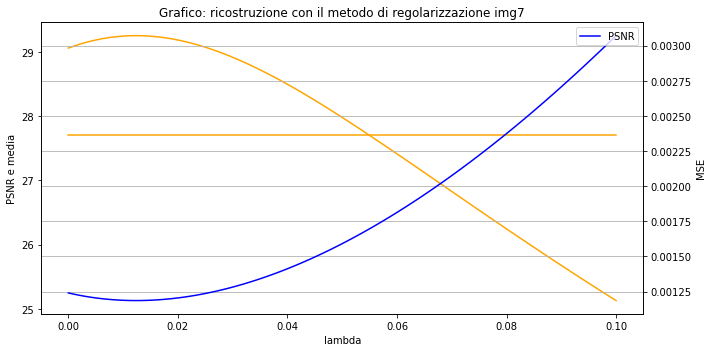 Grafico: ricostruzione con il metodo di regolarizzazione img7
PSNR
PSNR e media
29
28
27
26
25
0.00300
0.00275
0.00250
0.00225
0.00200
0.00175
0.00150
0.00125
MSE
0.00 0.02 0.04 0.06 0.08 0.10
lambda